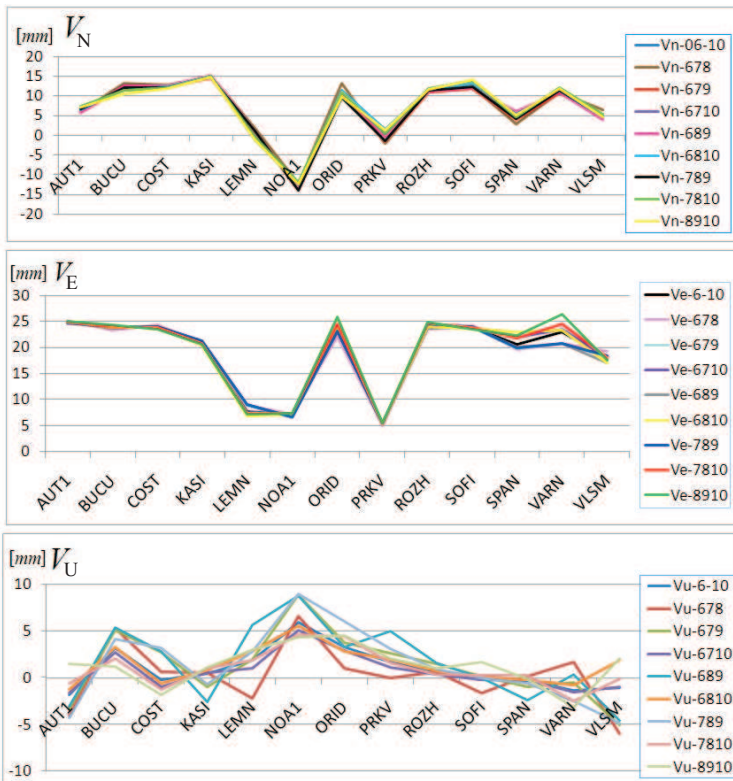 [mm] V_N
20
15
10
5
0
-5
-10
-15
-20
AUT1 BUCU COST KASI LEMN NOA1 ORID PRKV ROZH SOFI SPAN VARN VLSM
Vn-06-10
Vn-678
Vn-679
Vn-6710
Vn-689
Vn-6810
Vn-789
Vn-7810
Vn-8910
[mm] V_E
30
25
20
15
10
5
0
AUT1 BUCU COST KASI LEMN NOA1 ORID PRKV ROZH SOFI SPAN VARN VLSM
Ve-6-10
Ve-678
Ve-679
Ve-6710
Ve-689
Ve-6810
Ve-789
Ve-7810
Ve-8910
[mm] V_U
10
5
0
-5
-10
AUT1 BUCU COST KASI LEMN NOA1 ORID PRKV ROZH SOFI SPAN VARN VLSM
Vu-6-10
Vu-678
Vu-679
Vu-6710
Vu-689
Vu-6810
Vu-789
Vu-7810
Vu-8910